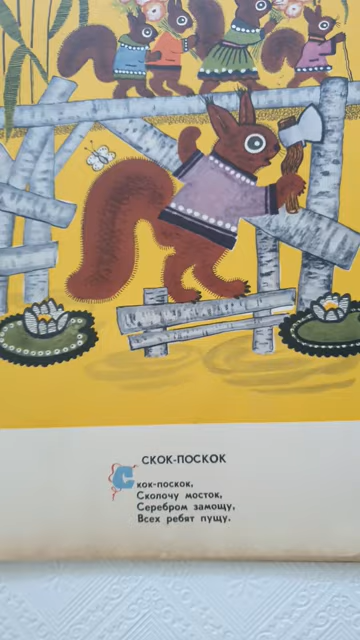 СКОК-ПОСКОК
Скок-поскок,
Сколочу мосток,
Серебром замощу,
Всех ребят пущу.